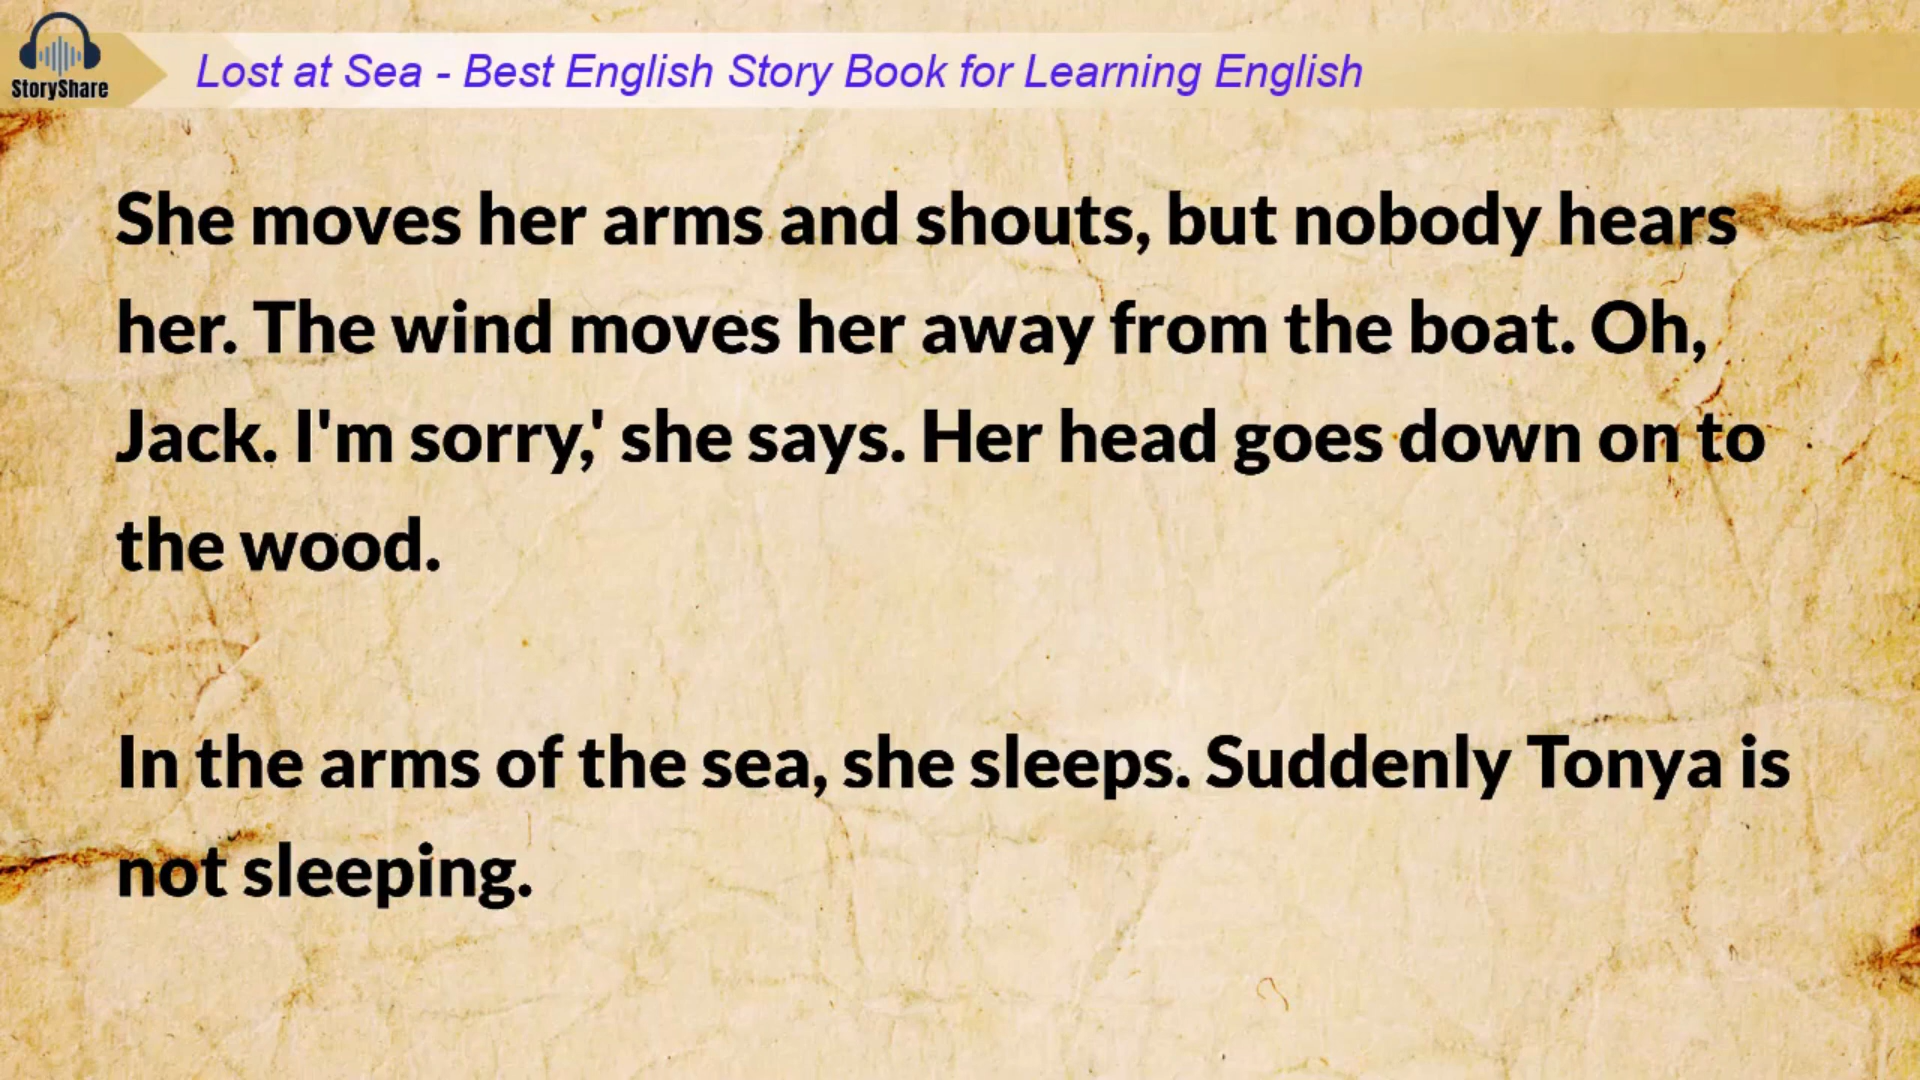 StoryShare
Lost at Sea - Best English Story Book for Learning English
She moves her arms and shouts, but nobody hears
her. The wind moves her away from the boat. Oh,
Jack. I'm sorry,' she says. Her head goes down on to
the wood.
In the arms of the sea, she sleeps. Suddenly Tonya is
not sleeping.